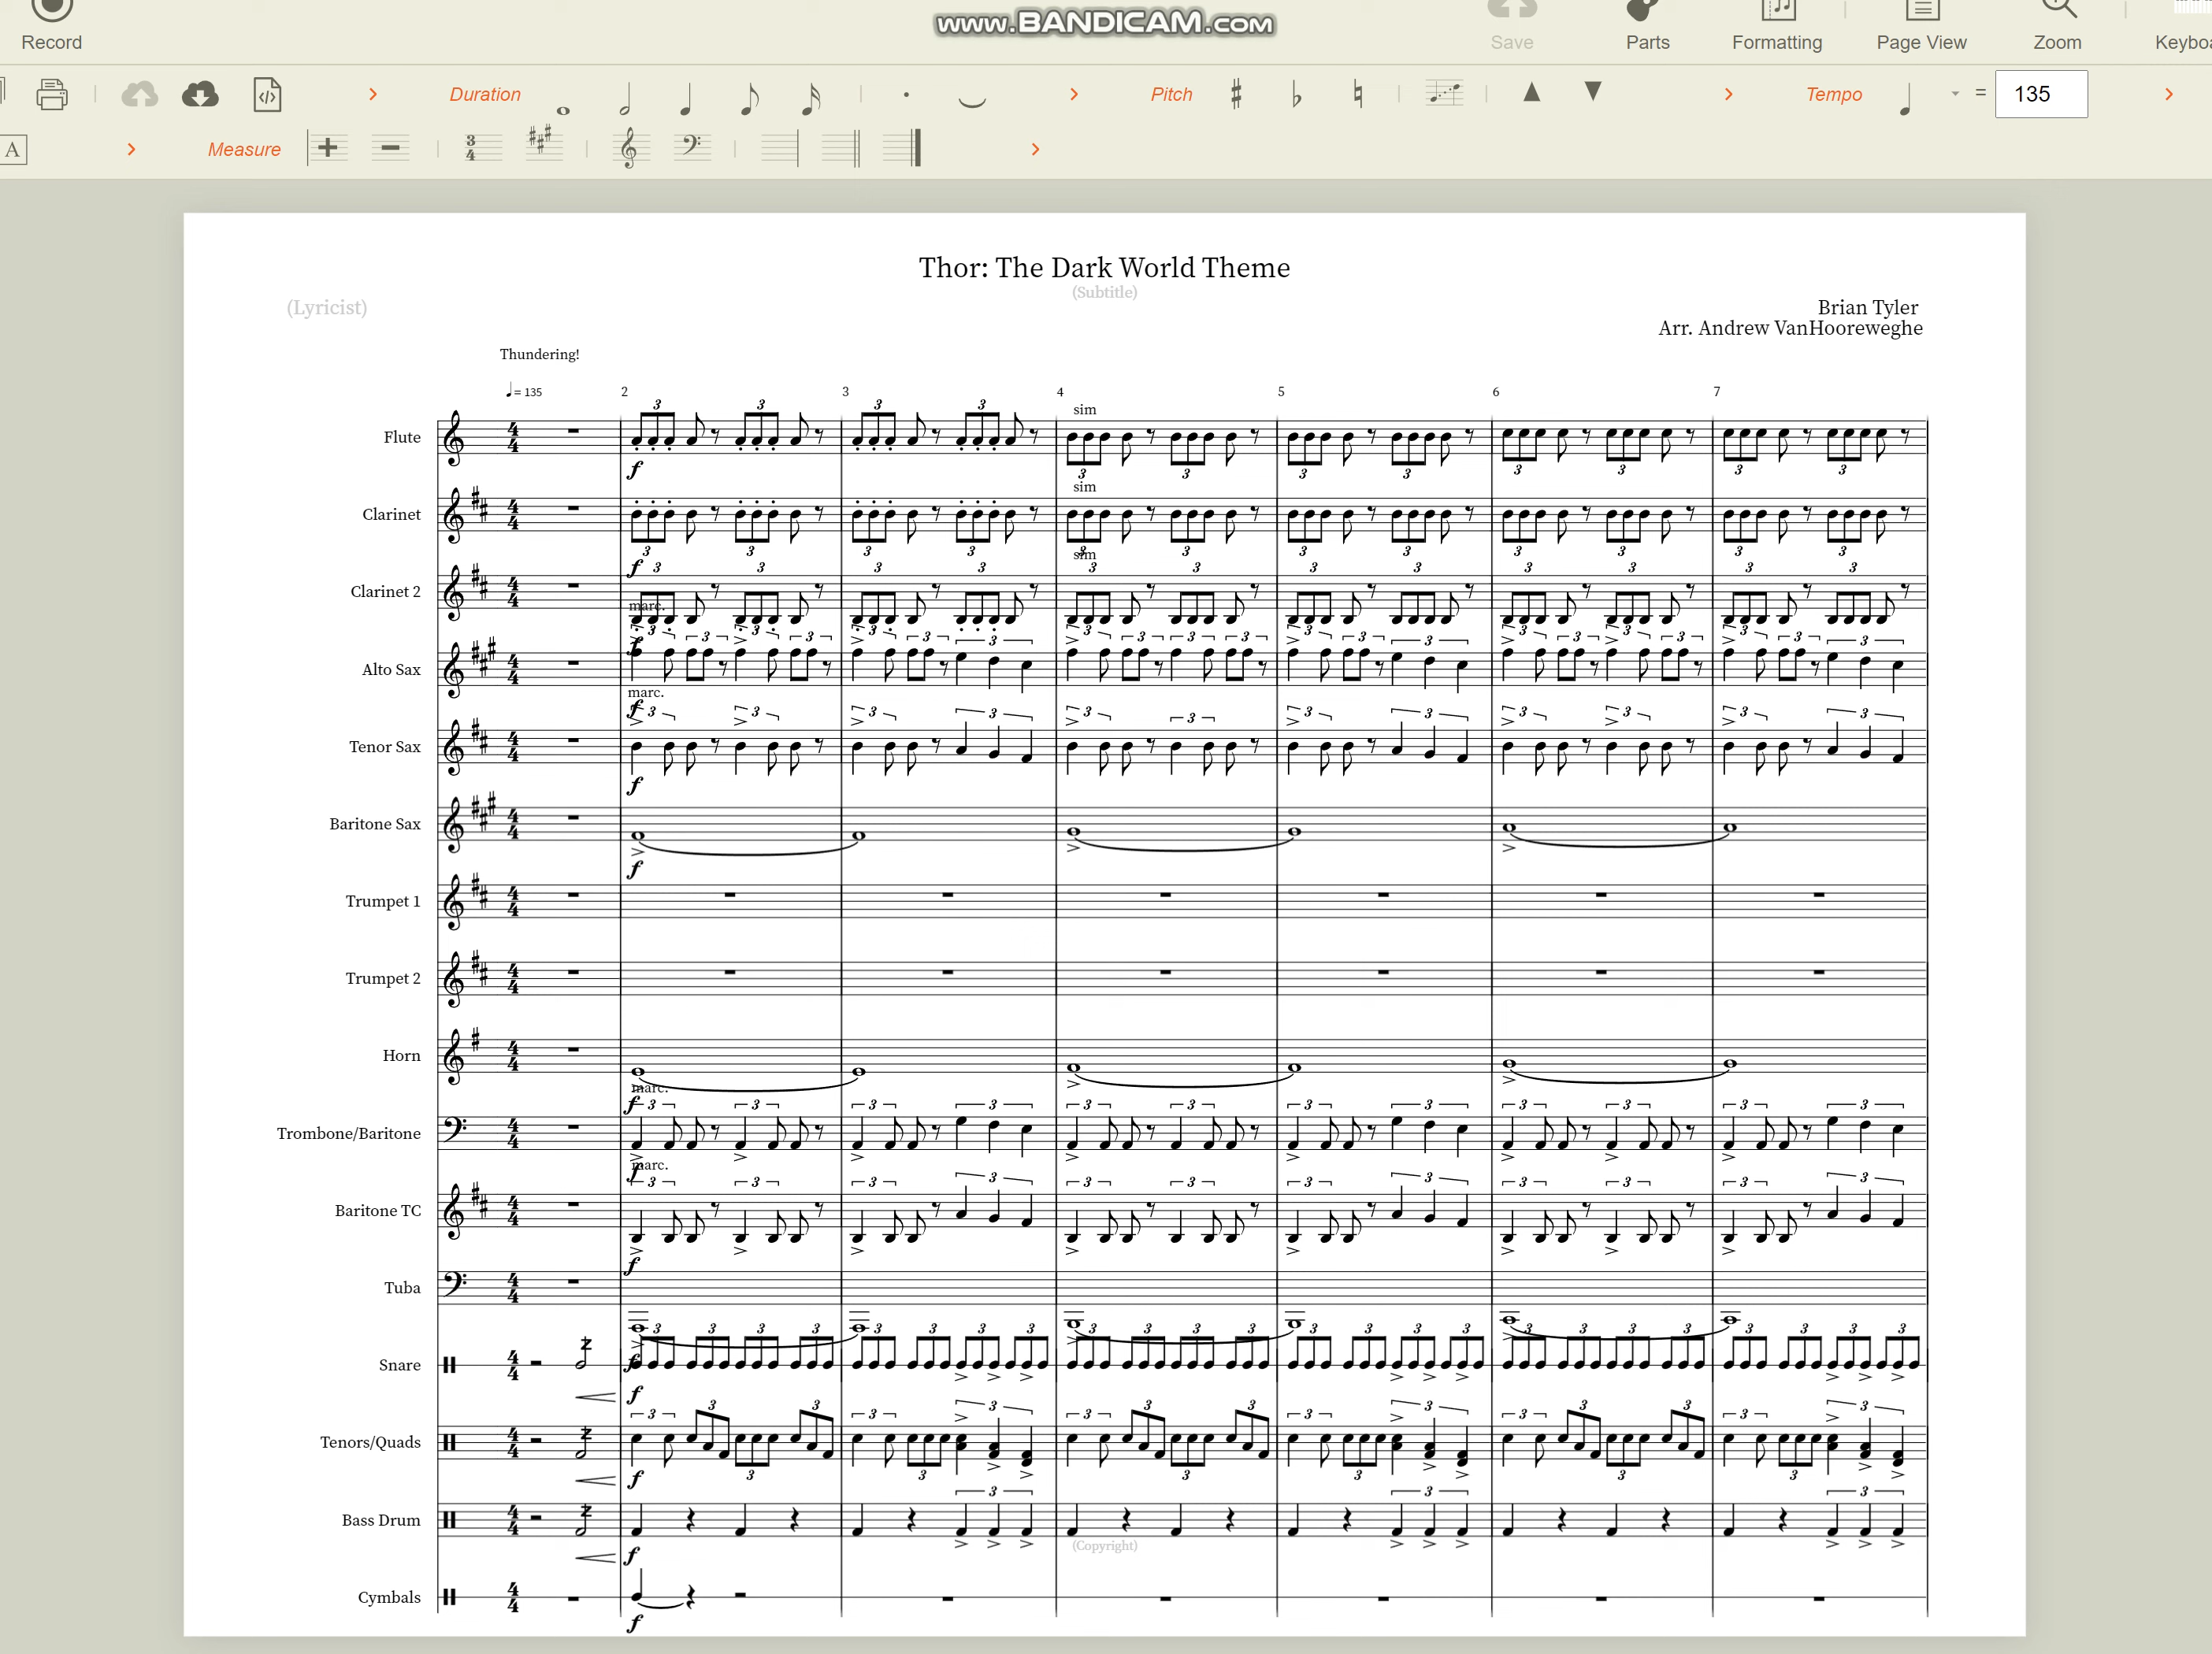 www.BANDICAM.com
Record
Save
Parts
Formatting
Page View
Zoom
Keyboa
Duration
Pitch
Tempo
= 135
A
Measure
Thor: The Dark World Theme
(Subtitle)
(Lyricist)
Brian Tyler
Arr. Andrew VanHooreweghe
Thundering!
= 135
2
3
4
5
6
7
Flute
sim
Clarinet
sim
Clarinet 2
sim
Alto Sax
marc.
Tenor Sax
marc.
Baritone Sax
Trumpet 1
Trumpet 2
Horn
Trombone/Baritone
marc.
Baritone TC
marc.
Tuba
Snare
Tenors/Quads
Bass Drum
(Copyright)
Cymbals